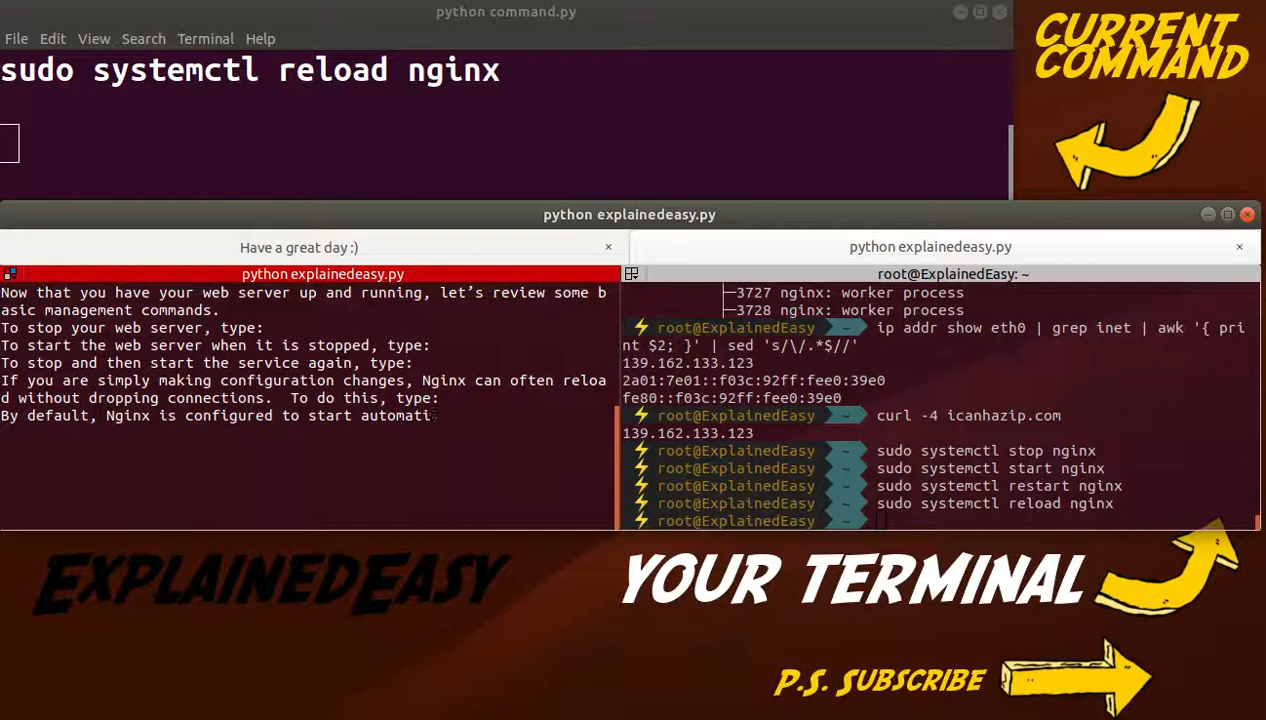 python command.py
File Edit View Search Terminal Help
sudo systemctl reload nginx
CURRENT
COMMAND
python explainedeasy.py
Have a great day :) ×
python explainedeasy.py ×
python explainedeasy.py
Now that you have your web server up and running, let’s review some b
asic management commands.
To stop your web server, type:
To start the web server when it is stopped, type:
To stop and then start the service again, type:
If you are simply making configuration changes, Nginx can often reloa
d without dropping connections.  To do this, type:
By default, Nginx is configured to start automati
root@ExplainedEasy: ~
├─3727 nginx: worker process
├─3728 nginx: worker process
⚡ root@ExplainedEasy ~ ip addr show eth0 | grep inet | awk '{ pri
nt $2; }' | sed 's/\/.*$//'
139.162.133.123
2a01:7e01::f03c:92ff:fee0:39e0
fe80::f03c:92ff:fee0:39e0
⚡ root@ExplainedEasy ~ curl -4 icanhazip.com
139.162.133.123
⚡ root@ExplainedEasy ~ sudo systemctl stop nginx
⚡ root@ExplainedEasy ~ sudo systemctl start nginx
⚡ root@ExplainedEasy ~ sudo systemctl restart nginx
⚡ root@ExplainedEasy ~ sudo systemctl reload nginx
⚡ root@ExplainedEasy ~
EXPLAINEDEASY
YOUR TERMINAL
P.S. SUBSCRIBE